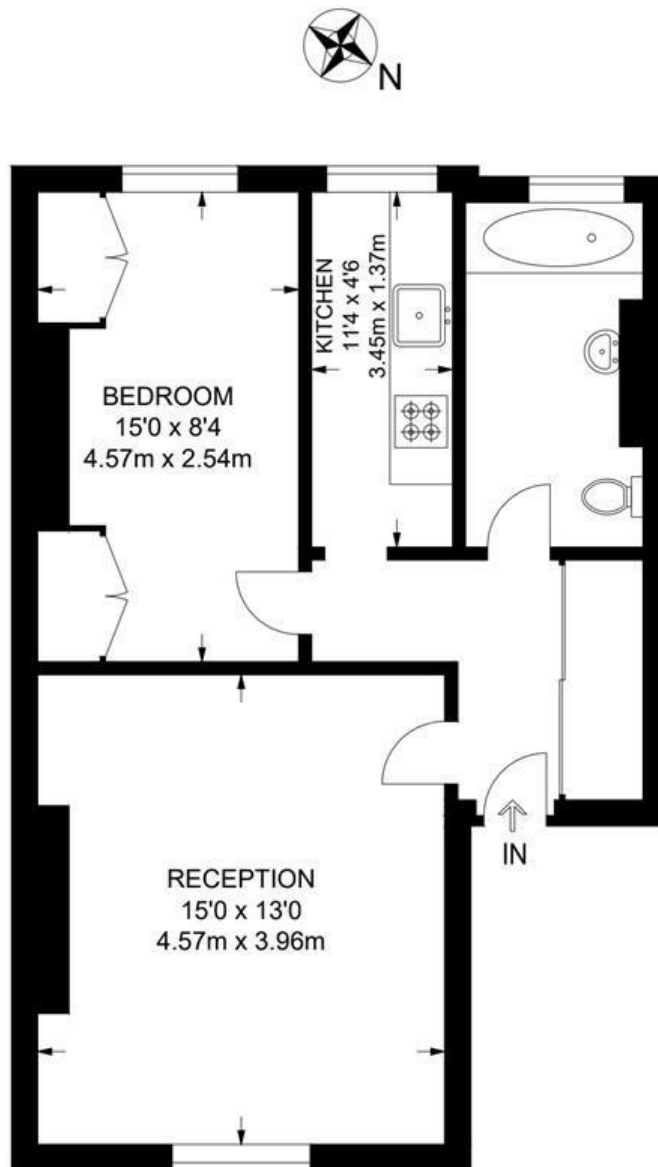 N
KITCHEN
11'4 x 4'6
3.45m x 1.37m
BEDROOM
15'0 x 8'4
4.57m x 2.54m
RECEPTION
15'0 x 13'0
4.57m x 3.96m
IN